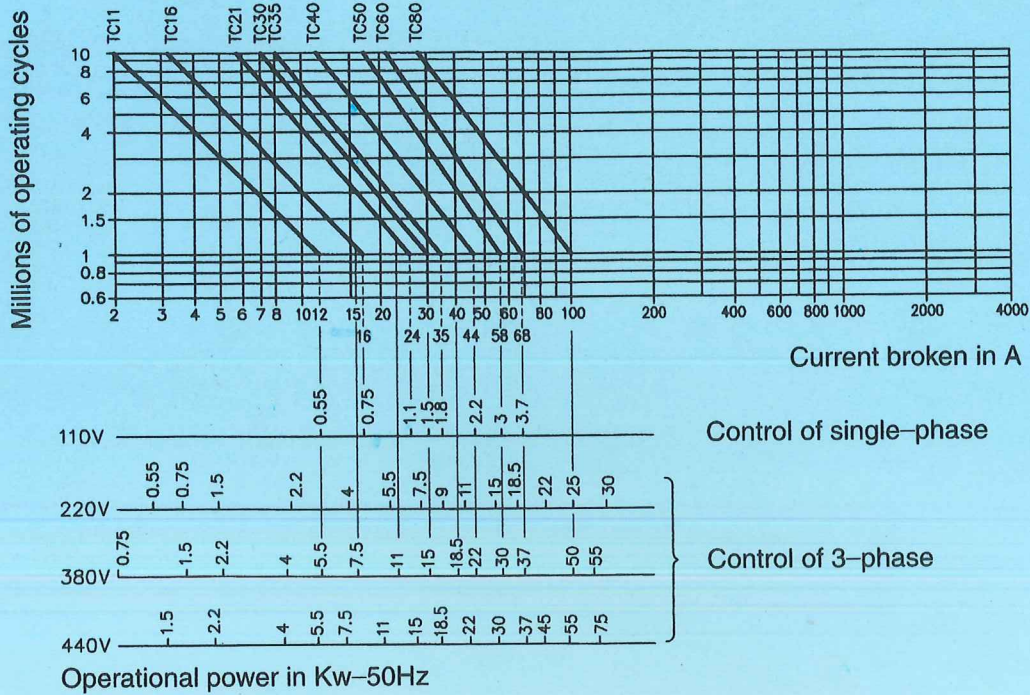 TC11 TC16 TC21 TC30 TC35 TC40 TC50 TC60 TC80
Millions of operating cycles
10
8
6
4
2
1.5
1
0.8
0.6
2 3 4 5 6 7 8 10 12 15 20 30 40 50 60 80 100 200 400 600 800 1000 2000 4000
16 24 35 44 58 68
Current broken in A
0.55 0.75 1.1 1.5 1.8 2.2 3 3.7
110V
Control of single–phase
0.55 0.75 1.5 2.2 4 5.5 7.5 9 11 15 18.5 22 25 30
220V
0.75 1.5 2.2 4 5.5 7.5 11 15 18.5 22 30 37 50 55
380V
Control of 3–phase
1.5 2.2 4 5.5 7.5 11 15 18.5 22 30 37 45 55 75
440V
Operational power in Kw–50Hz